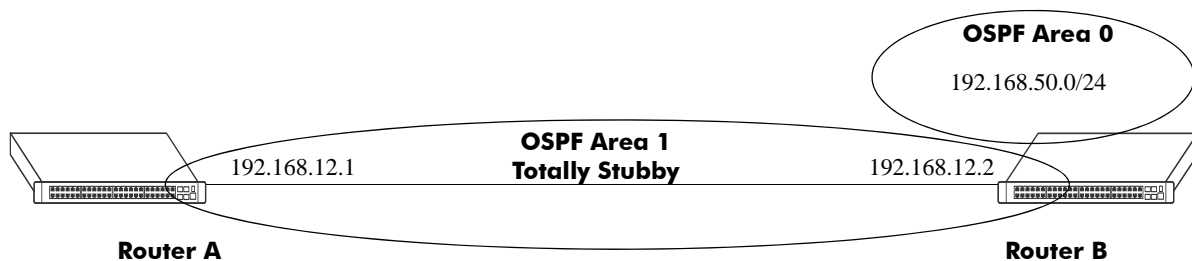 OSPF Area 0
192.168.50.0/24
OSPF Area 1
Totally Stubby
192.168.12.1
192.168.12.2
Router A
Router B